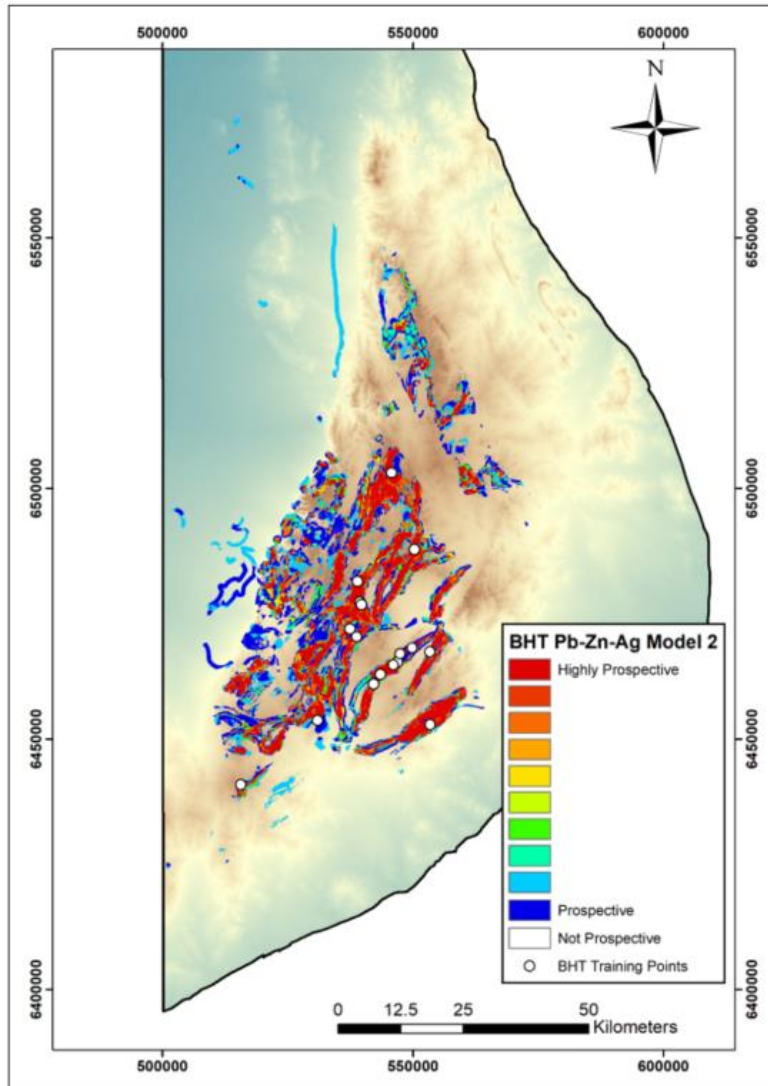 500000 550000 600000
N
6550000 6550000
6500000 6500000
BHT Pb-Zn-Ag Model 2
Highly Prospective
Prospective
Not Prospective
BHT Training Points
6450000 6450000
6400000 6400000
0 12.5 25 50
Kilometers
500000 550000 600000